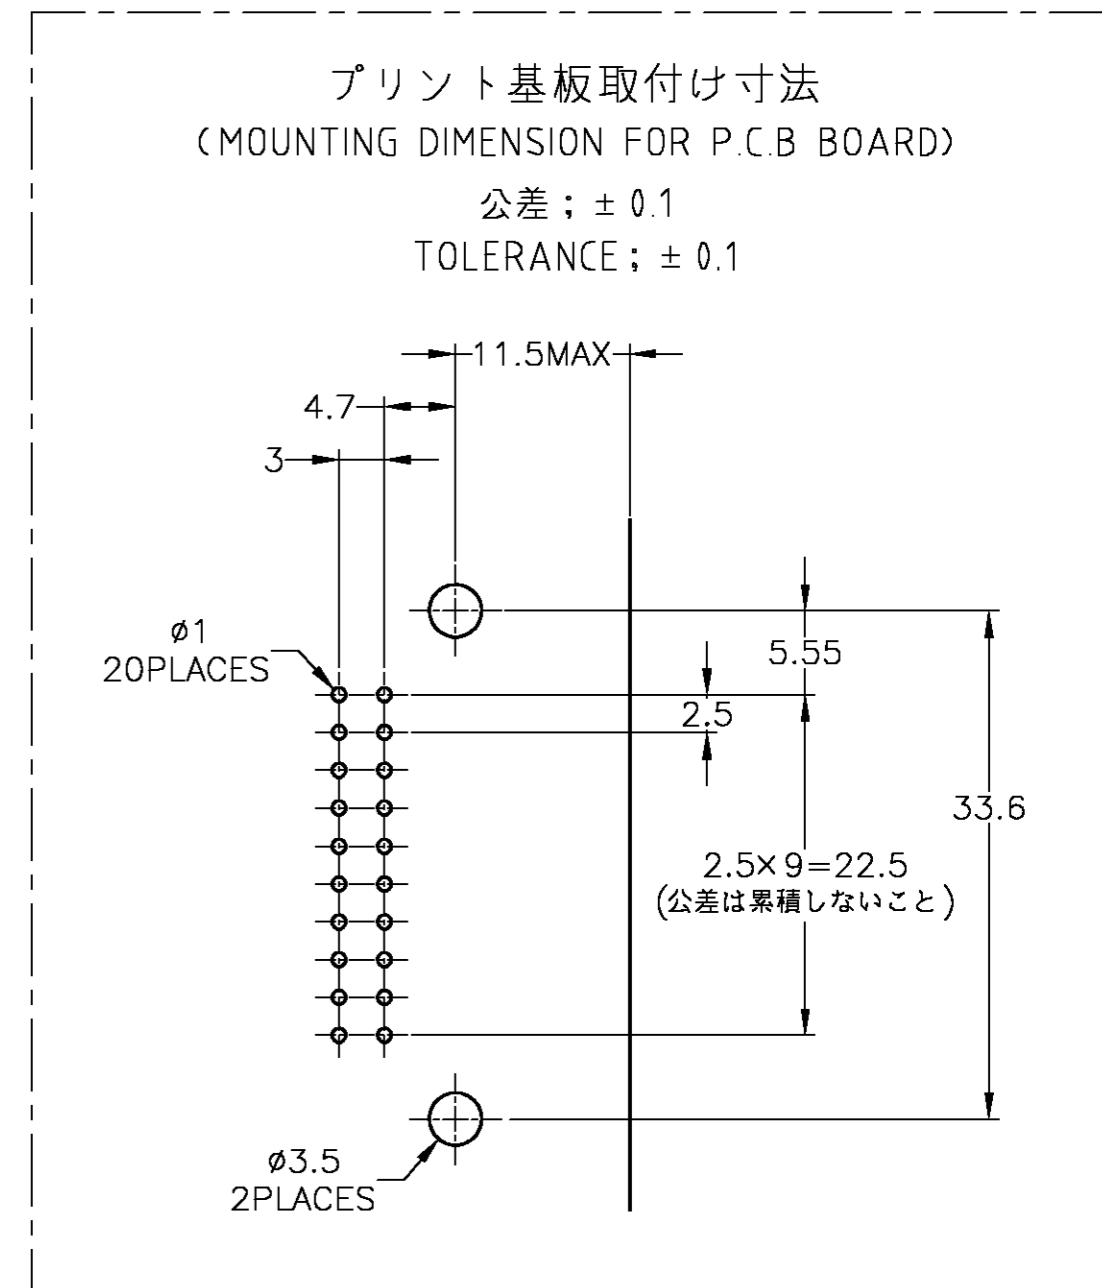 プリント基板取付け寸法
(MOUNTING DIMENSION FOR P.C.B BOARD)
公差；± 0.1
TOLERANCE；± 0.1
11.5MAX
4.7
3
ø1
20PLACES
5.55
2.5
33.6
2.5×9=22.5
(公差は累積しないこと)
ø3.5
2PLACES